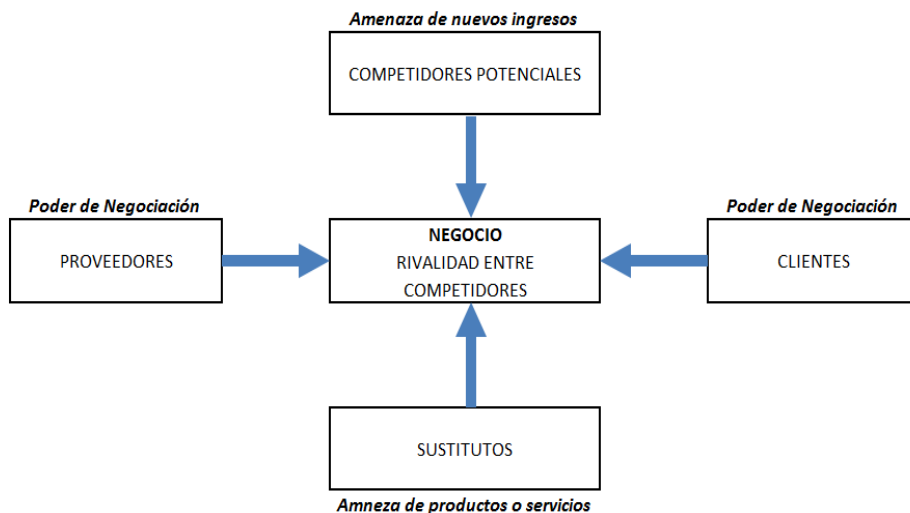 Amenaza de nuevos ingresos
COMPETIDORES POTENCIALES
Poder de Negociación
PROVEEDORES
NEGOCIO
RIVALIDAD ENTRE
COMPETIDORES
Poder de Negociación
CLIENTES
SUSTITUTOS
Amneza de productos o servicios